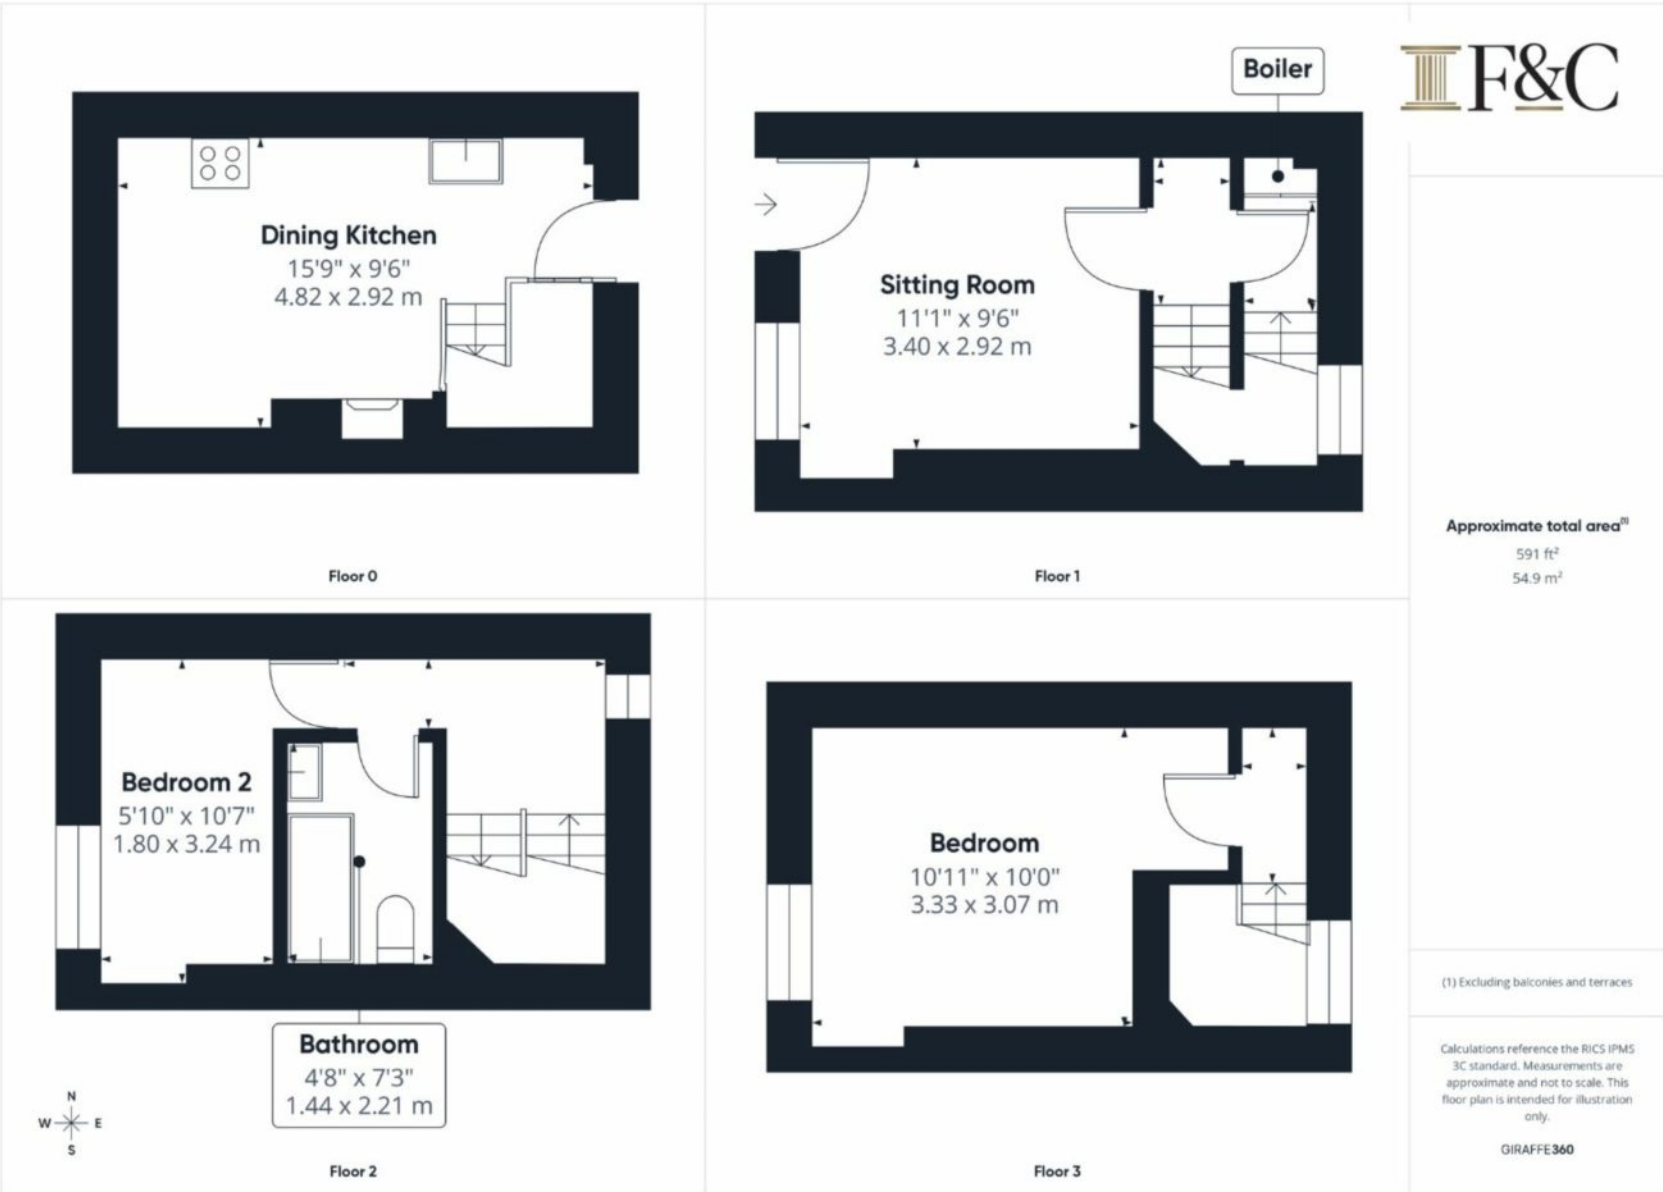 Boiler
F&C
Dining Kitchen
15'9" x 9'6"
4.82 x 2.92 m
Sitting Room
11'1" x 9'6"
3.40 x 2.92 m
Floor 0
Floor 1
Approximate total area(1)
591 ft²
54.9 m²
Bedroom 2
5'10" x 10'7"
1.80 x 3.24 m
Bathroom
4'8" x 7'3"
1.44 x 2.21 m
Bedroom
10'11" x 10'0"
3.33 x 3.07 m
N
W E
S
Floor 2
Floor 3
(1) Excluding balconies and terraces
Calculations reference the RICS IPMS
3C standard. Measurements are
approximate and not to scale. This
floor plan is intended for illustration
only.
GIRAFFE360